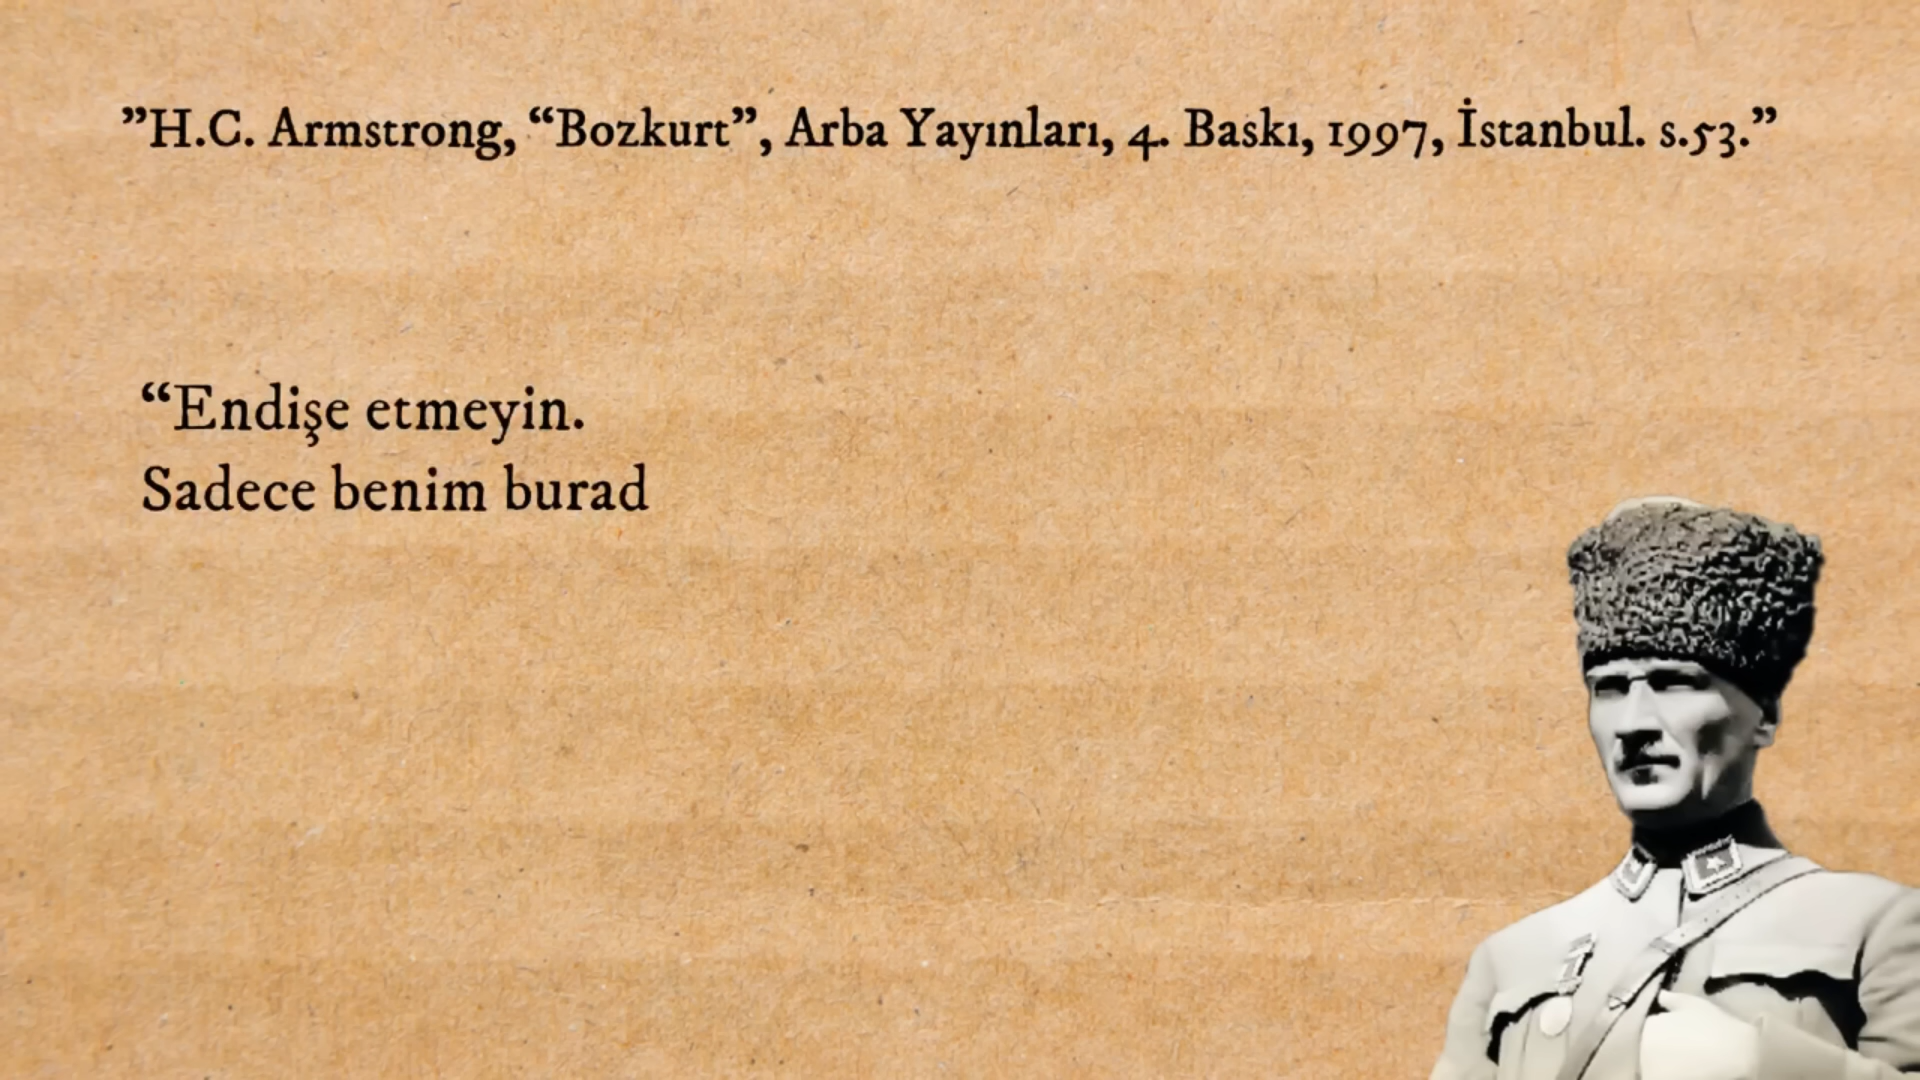 ”H.C. Armstrong, “Bozkurt”, Arba Yayınları, 4. Baskı, 1997, İstanbul. s.53.”
“Endişe etmeyin.
Sadece benim burad